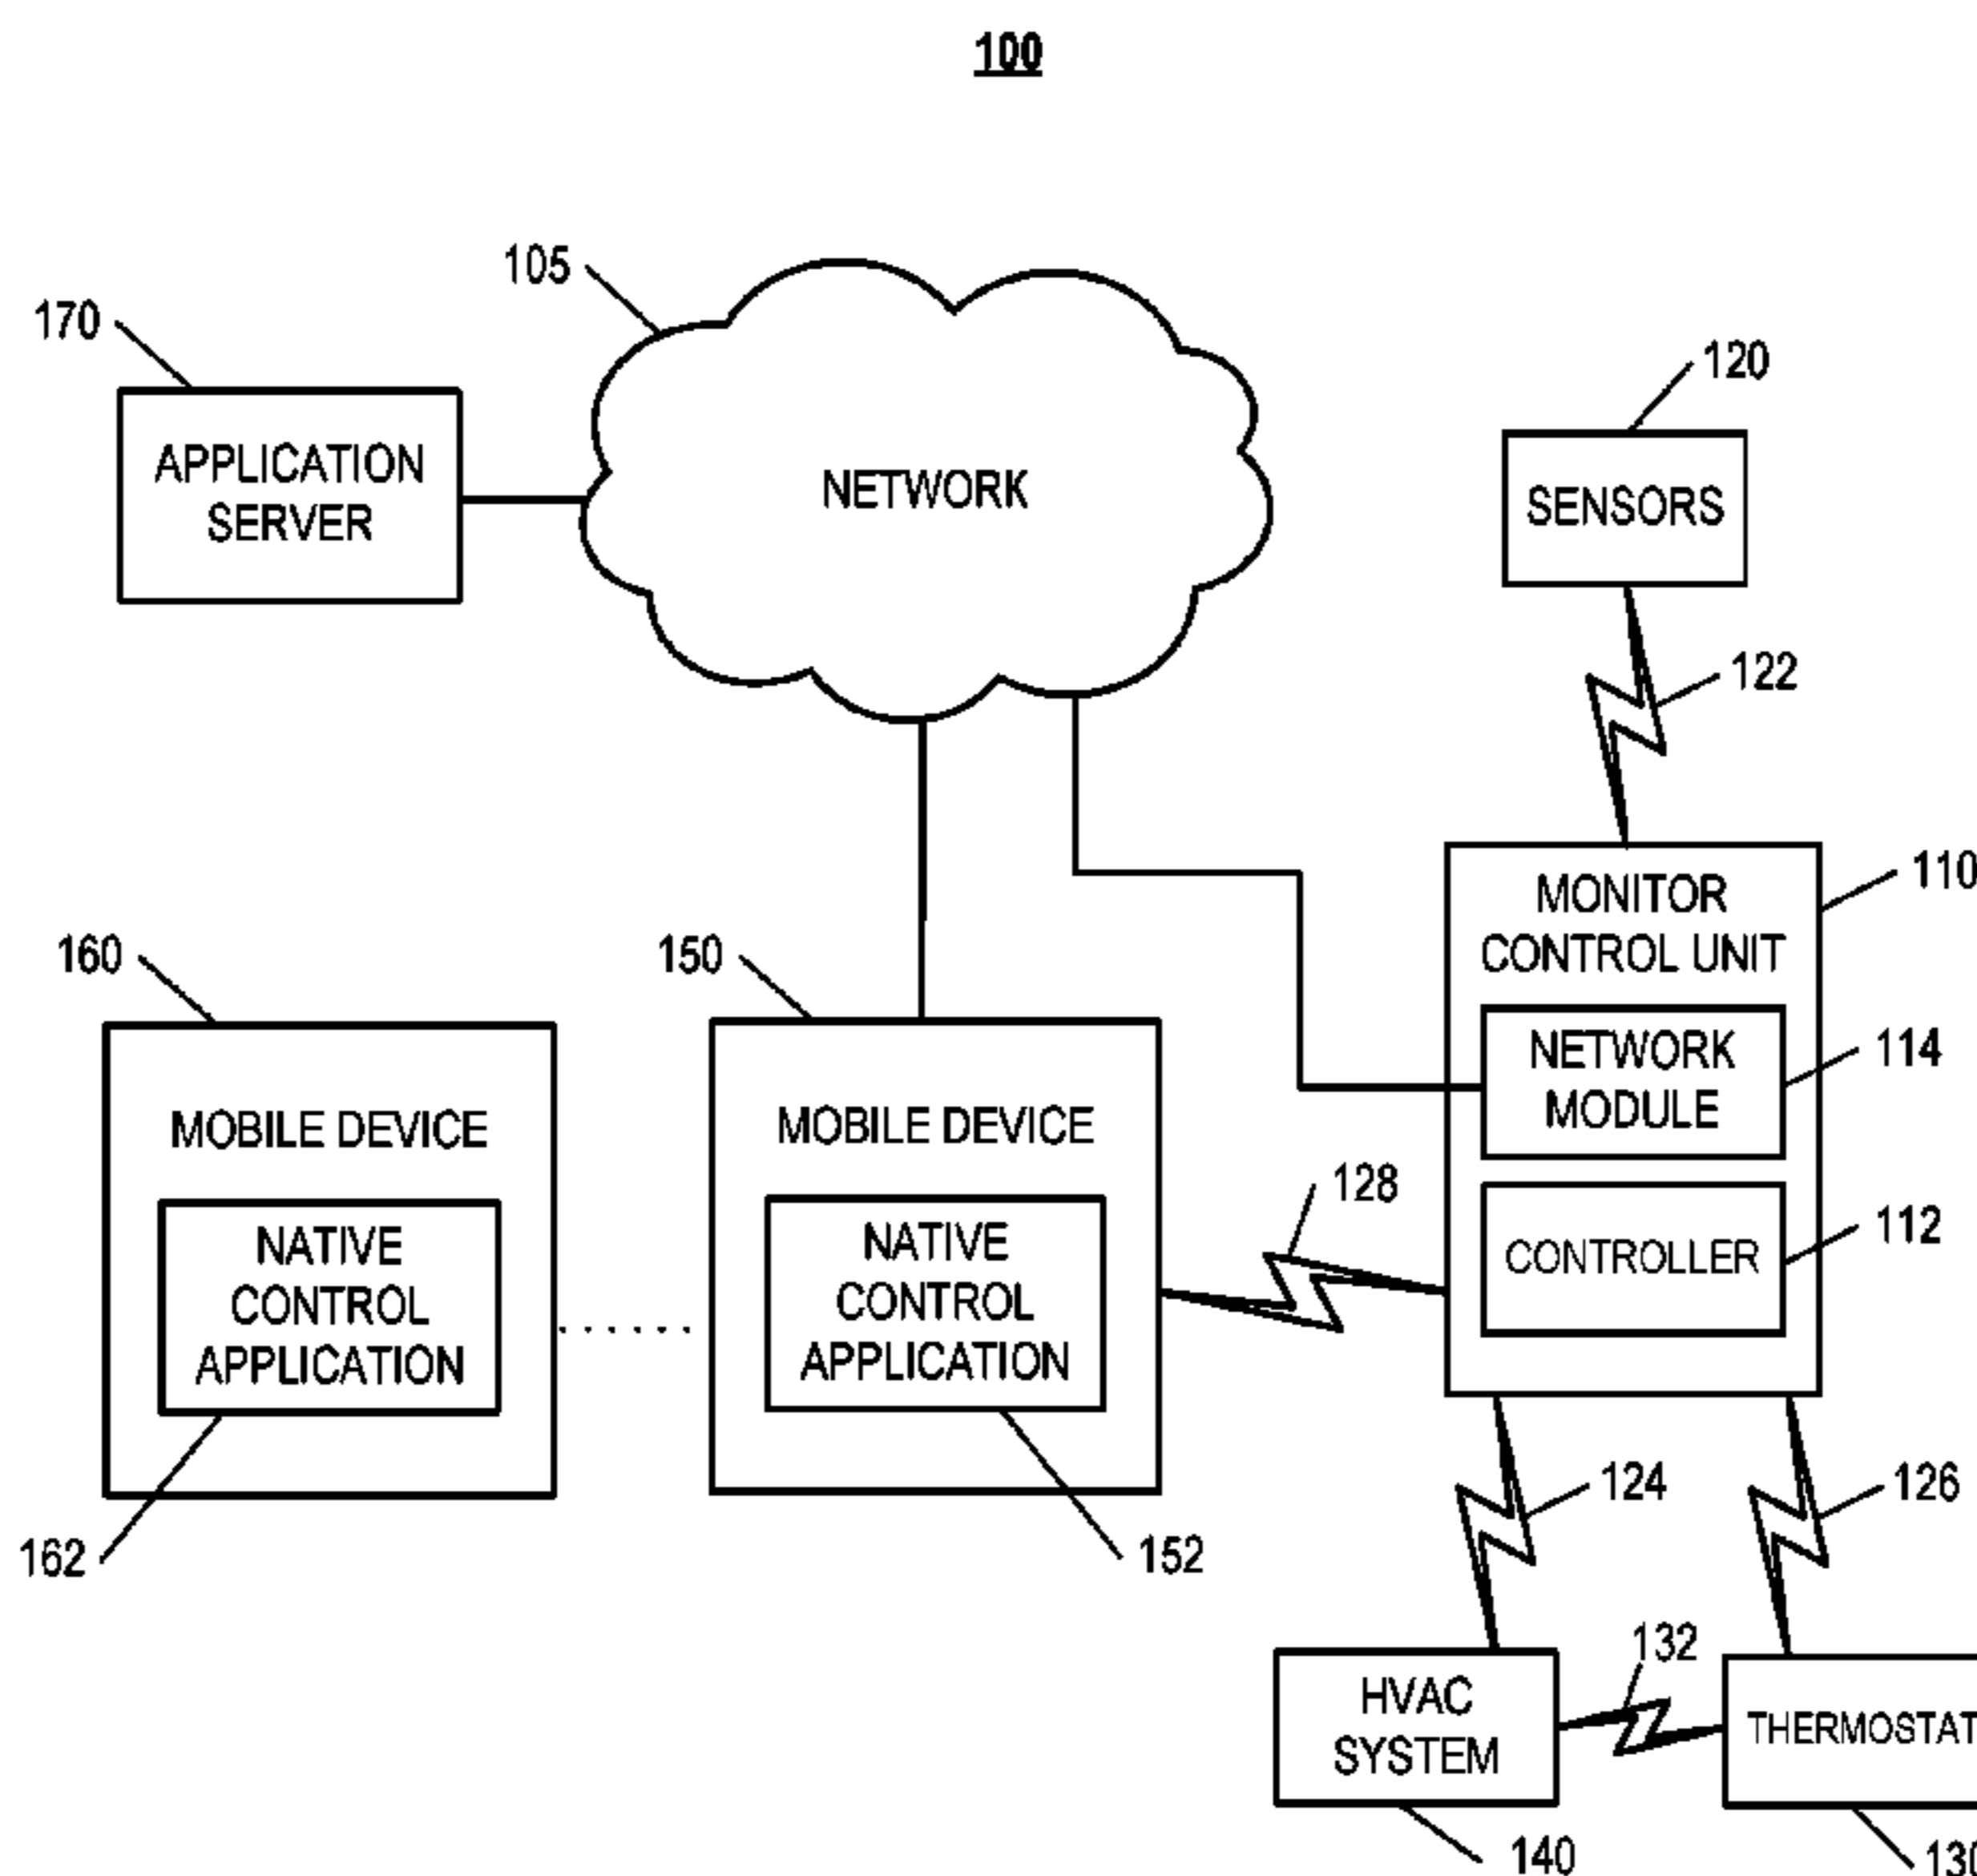 100
105
170
120
APPLICATION
SERVER
NETWORK
SENSORS
122
MONITOR
CONTROL UNIT
110
160
150
NETWORK
MODULE
114
MOBILE DEVICE
MOBILE DEVICE
128
CONTROLLER
112
NATIVE
CONTROL
APPLICATION
NATIVE
CONTROL
APPLICATION
124
126
162
152
132
HVAC
SYSTEM
THERMOSTAT
140
130